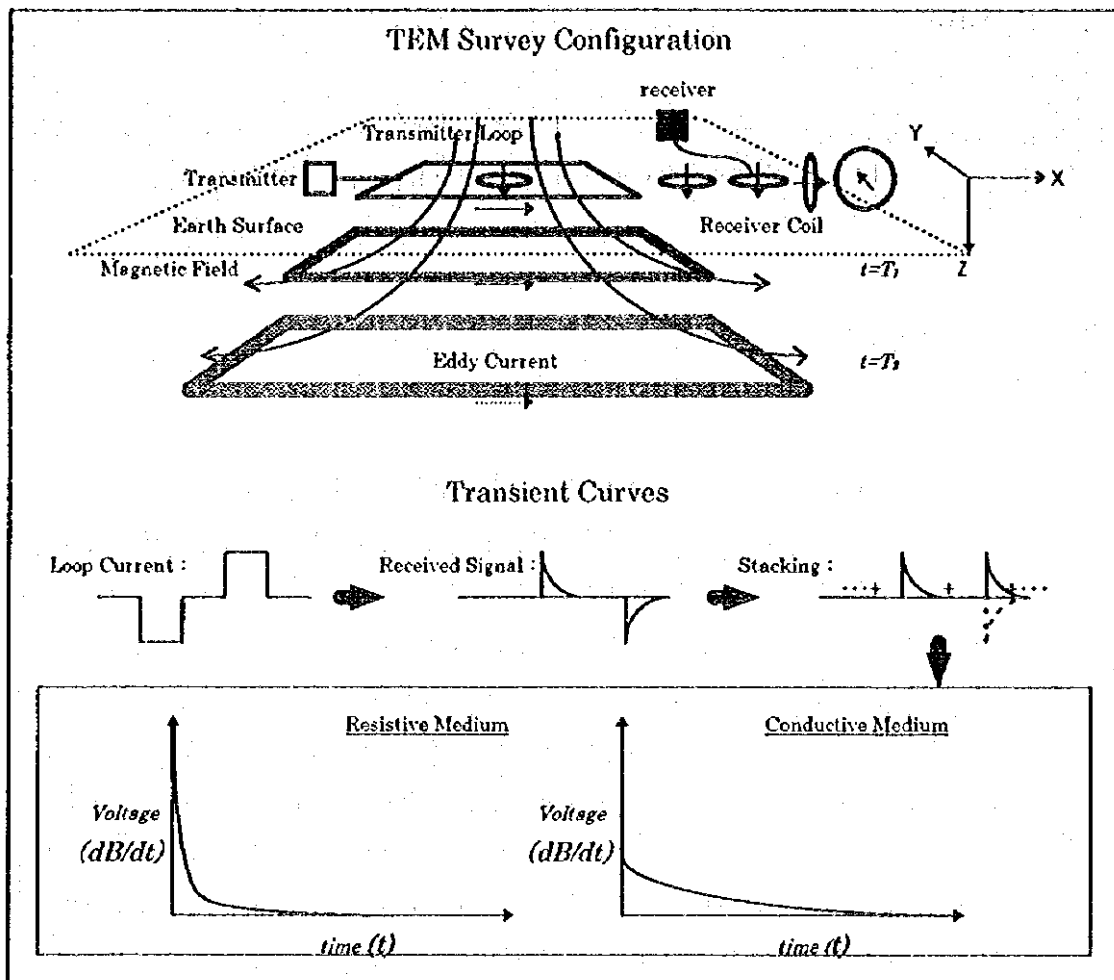 TEM Survey Configuration
receiver
Transmitter Loop
Y
Transmitter
X
Earth Surface
Receiver Coil
Magnetic Field
t=T₁
Z
Eddy Current
t=T₂
Transient Curves
Loop Current :
Received Signal :
Stacking :
Resistive Medium
Conductive Medium
Voltage
(dB/dt)
Voltage
(dB/dt)
time (t)
time (t)